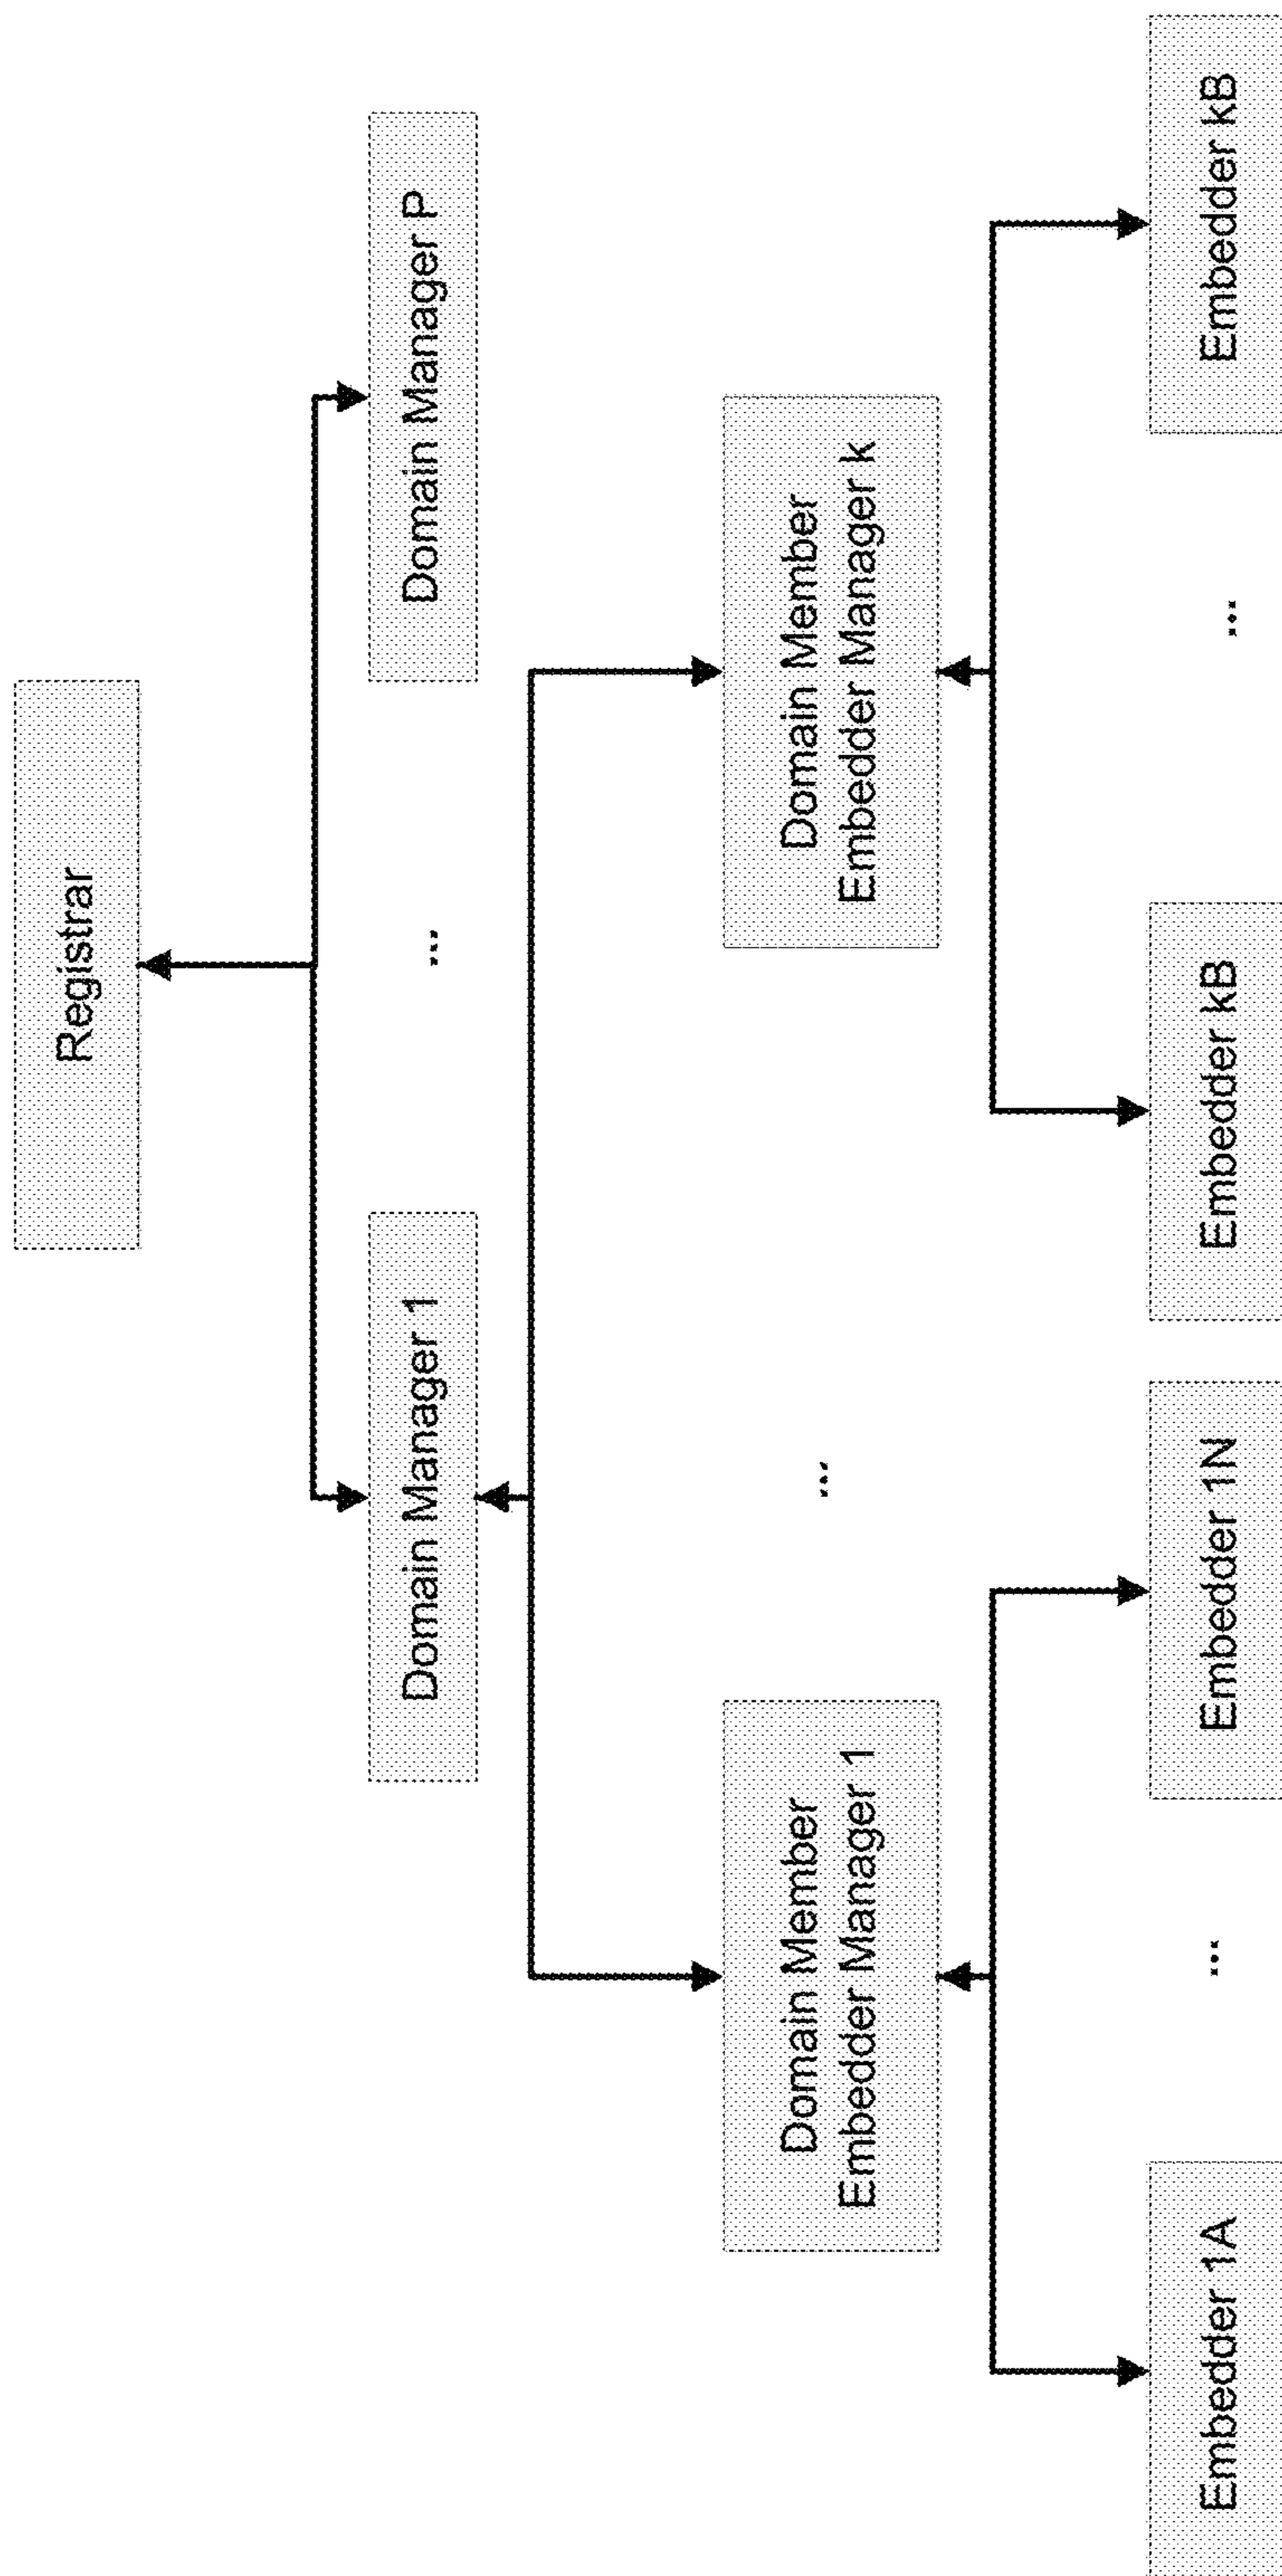 Registrar
Domain Manager 1
...
Domain Manager P
Domain Member
Embedder Manager 1
...
Domain Member
Embedder Manager k
Embedder 1A
...
Embedder 1N
Embedder kB
...
Embedder kB